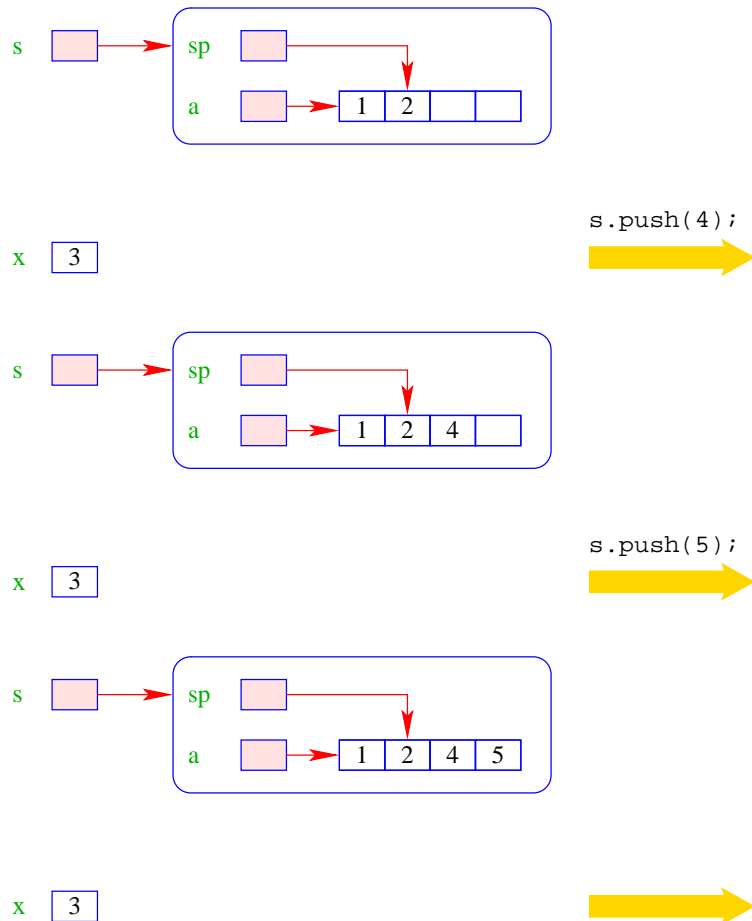 s sp
a 1 2
s.push(4);
x 3
s sp
a 1 2 4
s.push(5);
x 3
s sp
a 1 2 4 5
x 3